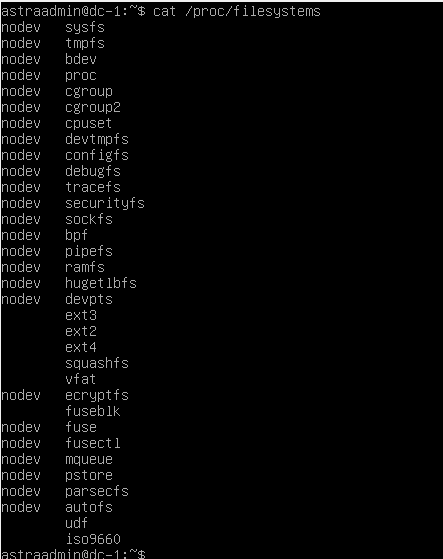 astraadmin@dc-1:~$ cat /proc/filesystems
nodev   sysfs
nodev   tmpfs
nodev   bdev
nodev   proc
nodev   cgroup
nodev   cgroup2
nodev   cpuset
nodev   devtmpfs
nodev   configfs
nodev   debugfs
nodev   tracefs
nodev   securityfs
nodev   sockfs
nodev   bpf
nodev   pipefs
nodev   ramfs
nodev   hugetlbfs
nodev   devpts
        ext3
        ext2
        ext4
        squashfs
        vfat
nodev   ecryptfs
        fuseblk
nodev   fuse
nodev   fusectl
nodev   mqueue
nodev   pstore
nodev   parsecfs
nodev   autofs
        udf
        iso9660
astraadmin@dc-1:~$